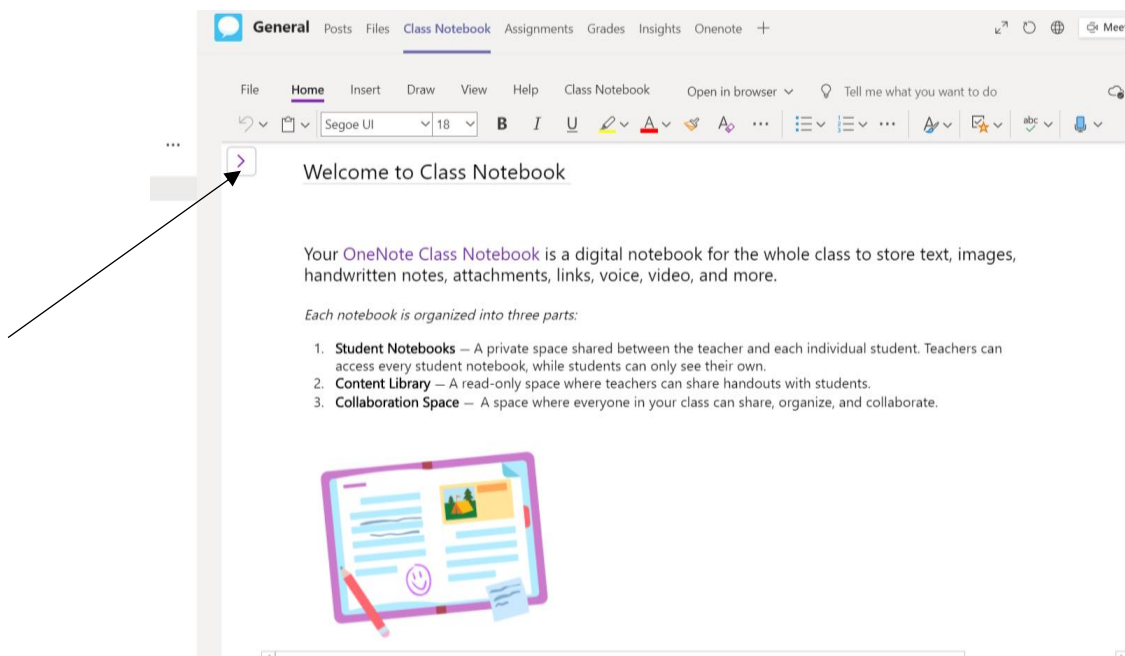 General Posts Files Class Notebook Assignments Grades Insights Onenote + Mee
File Home Insert Draw View Help Class Notebook Open in browser Tell me what you want to do
Segoe UI 18 B I U A A ... ... abc
...
Welcome to Class Notebook
Your OneNote Class Notebook is a digital notebook for the whole class to store text, images,
handwritten notes, attachments, links, voice, video, and more.
Each notebook is organized into three parts:
1. Student Notebooks — A private space shared between the teacher and each individual student. Teachers can
access every student notebook, while students can only see their own.
2. Content Library — A read-only space where teachers can share handouts with students.
3. Collaboration Space — A space where everyone in your class can share, organize, and collaborate.